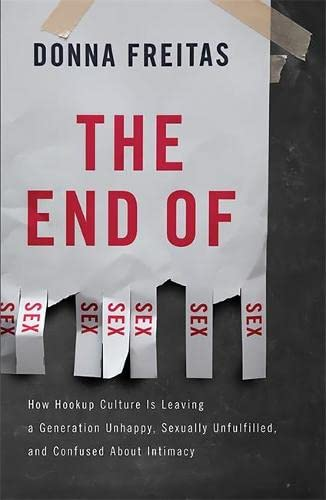 DONNA FREITAS
THE
END OF
SEX
SEX
SEX
SEX
SEX
SEX
SEX
How Hookup Culture Is Leaving
a Generation Unhappy, Sexually Unfulfilled,
and Confused About Intimacy